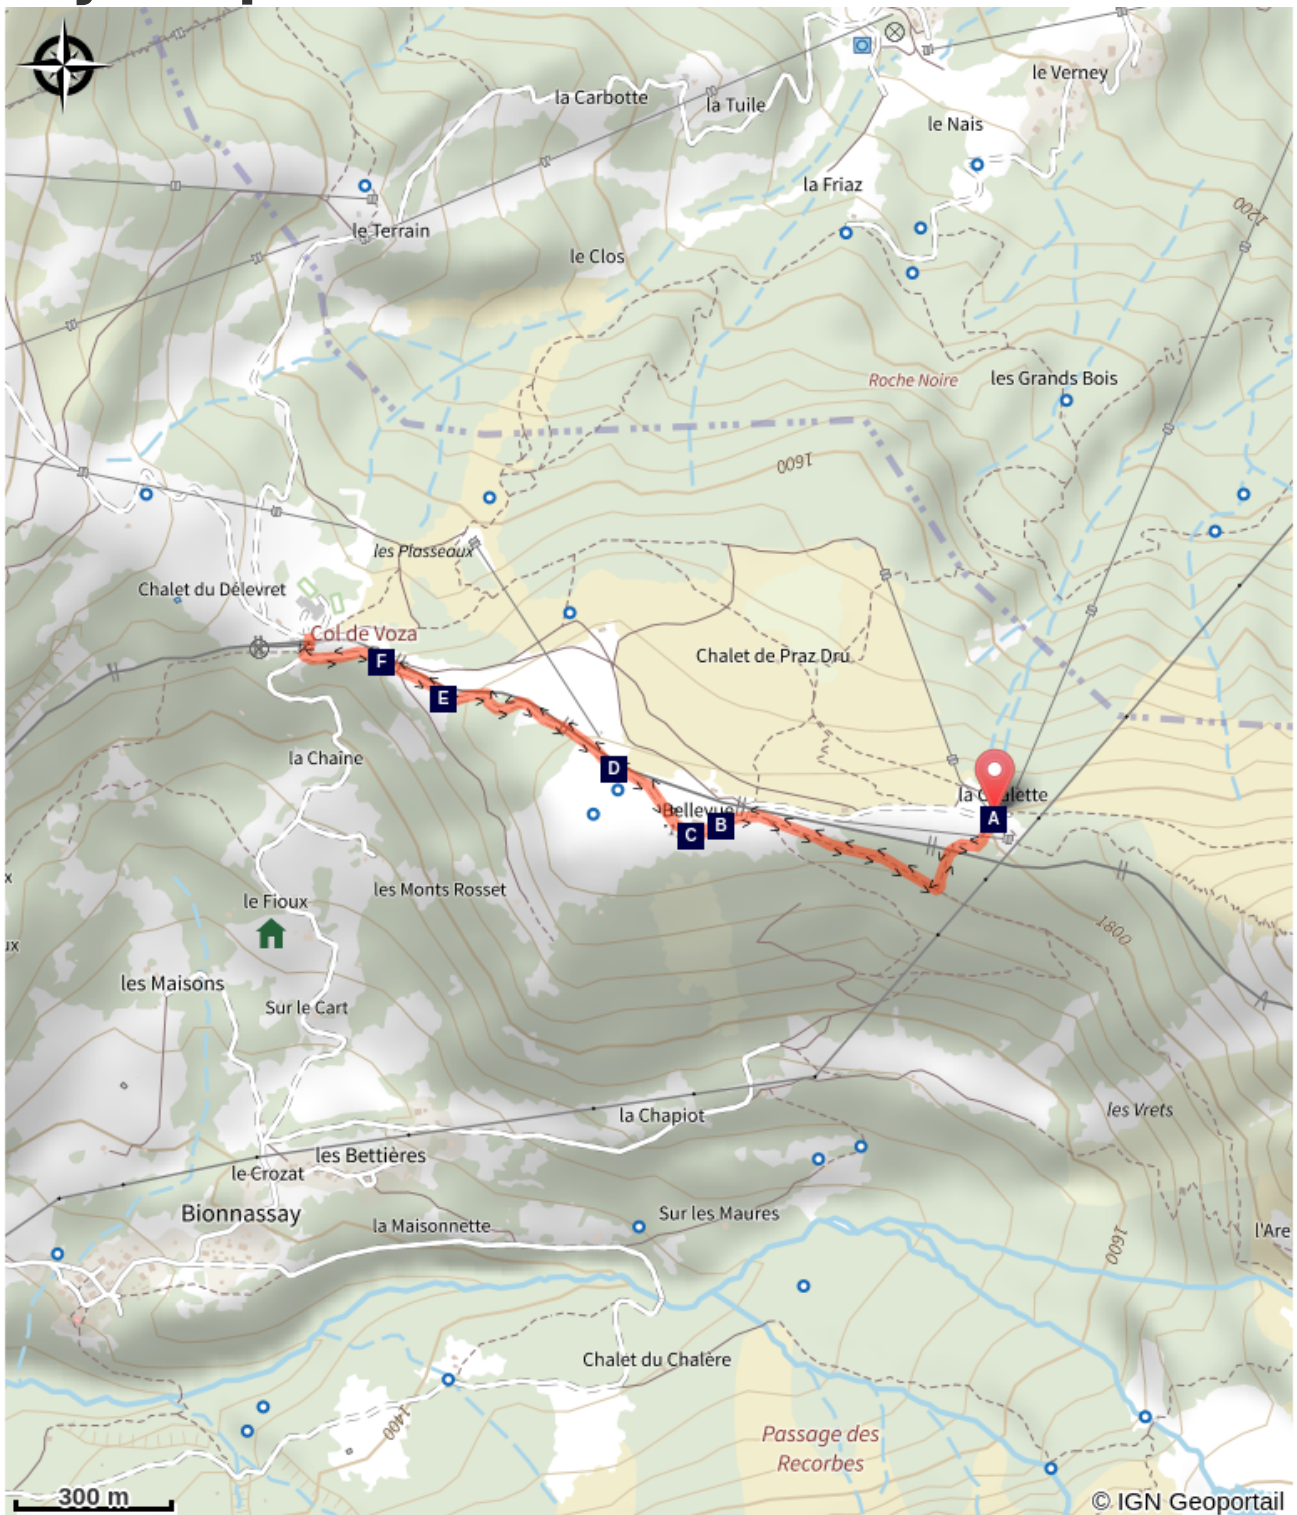 le Verney
la Carbotte
la Tuile
le Nais
la Friaz
1200
le Terrain
le Clos
Roche Noire
les Grands Bois
1600
les Plasseaux
Chalet du Délevret
Col de Voza
F
Chalet de Praz Dru
E
la Chaine
D
la Chalette
Bellevue
A
B
C
les Monts Rosset
le Fioux
1800
x
ux
les Maisons
Sur le Cart
la Chapiot
les Vrets
les Bettières
le Crozat
Bionnassay
la Maisonnette
Sur les Maures
l'Are
1600
Chalet du Chalère
1400
Passage des
Recorbes
300 m
© IGN Geoportail